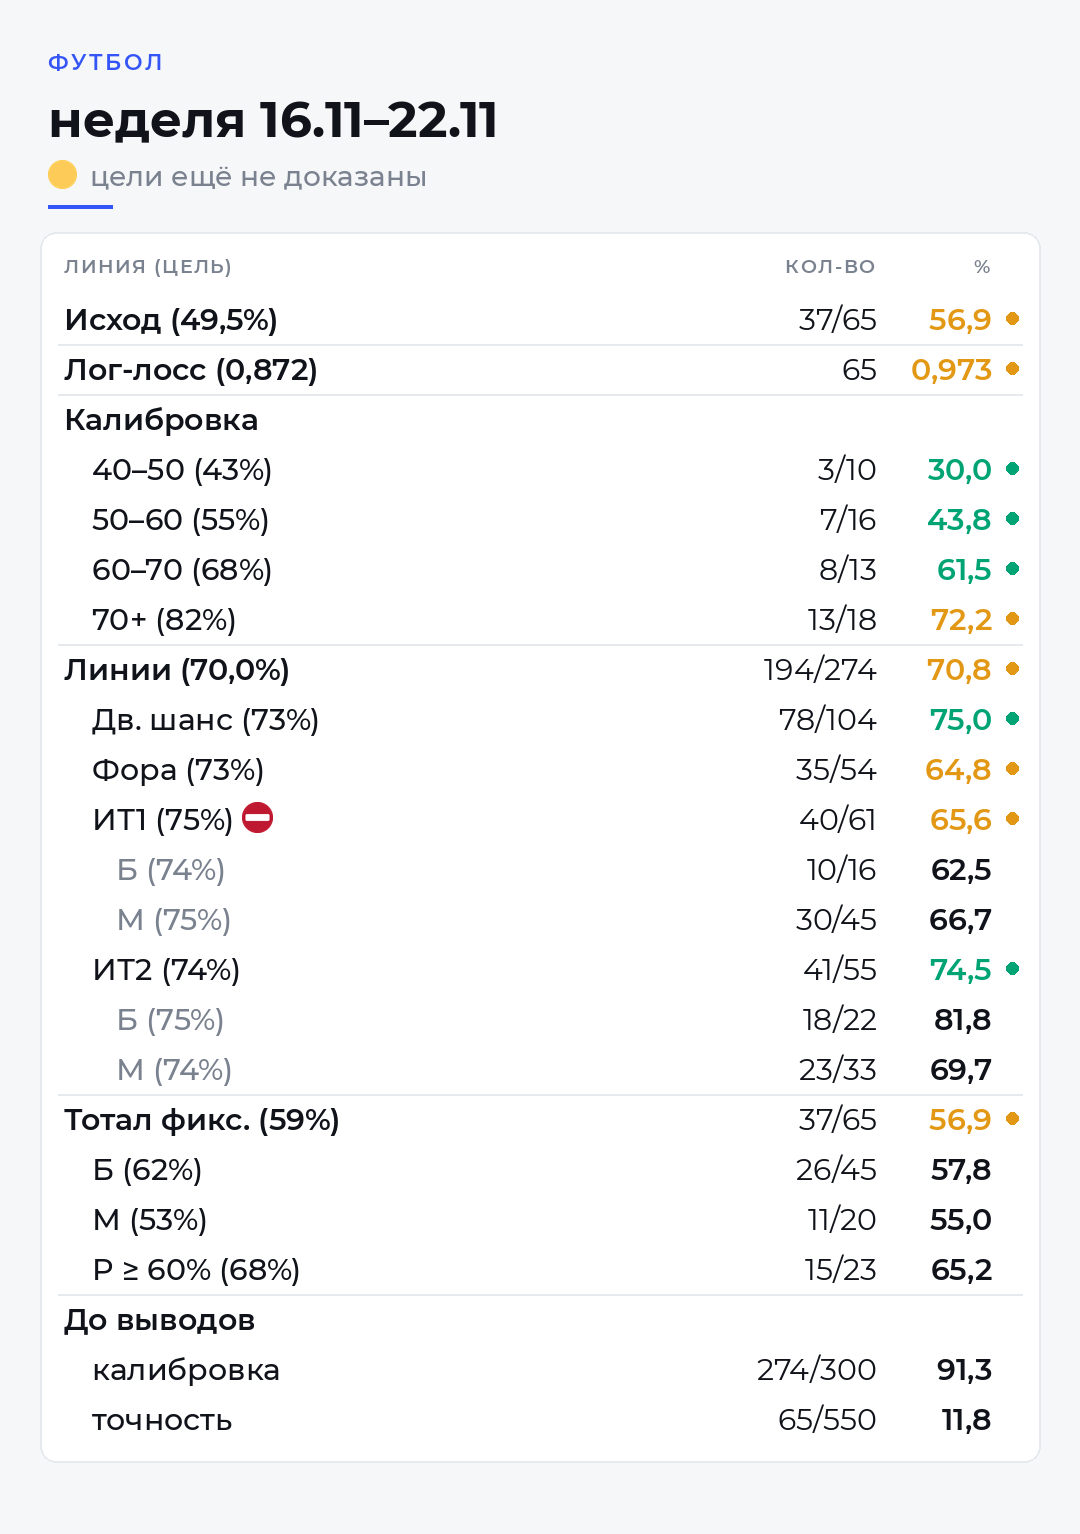 ФУТБОЛ
неделя 16.11–22.11
цели ещё не доказаны
ЛИНИЯ (ЦЕЛЬ) КОЛ-ВО %
Исход (49,5%) 37/65 56,9
Лог-лосс (0,872) 65 0,973
Калибровка
40–50 (43%) 3/10 30,0
50–60 (55%) 7/16 43,8
60–70 (68%) 8/13 61,5
70+ (82%) 13/18 72,2
Линии (70,0%) 194/274 70,8
Дв. шанс (73%) 78/104 75,0
Фора (73%) 35/54 64,8
ИТ1 (75%) 40/61 65,6
Б (74%) 10/16 62,5
М (75%) 30/45 66,7
ИТ2 (74%) 41/55 74,5
Б (75%) 18/22 81,8
М (74%) 23/33 69,7
Тотал фикс. (59%) 37/65 56,9
Б (62%) 26/45 57,8
М (53%) 11/20 55,0
P ≥ 60% (68%) 15/23 65,2
До выводов
калибровка 274/300 91,3
точность 65/550 11,8